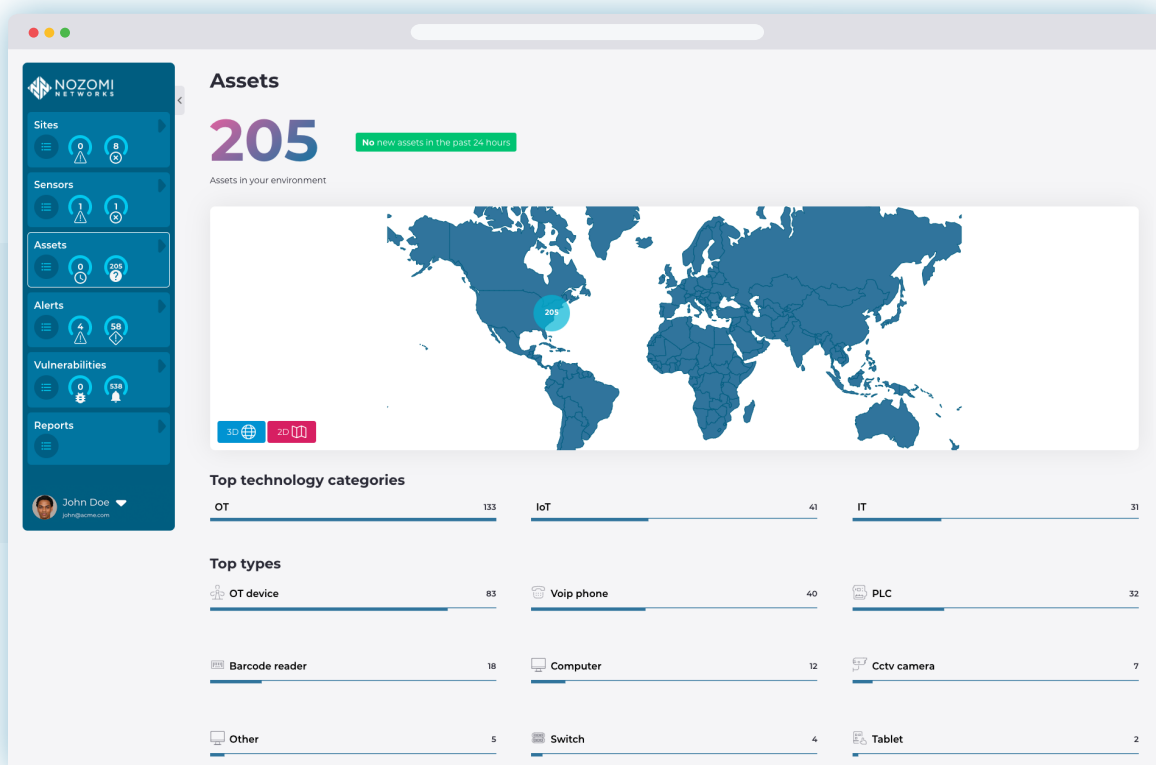 NOZOMI
NETWORKS
Sites
0 8
Sensors
1 1
Assets
0 205
Alerts
4 58
Vulnerabilities
0 538
Reports
John Doe
john@acme.com
Assets
205
No new assets in the past 24 hours
Assets in your environment
205
3D 2D
Top technology categories
OT 133 IoT 41 IT 31
Top types
OT device 83 Voip phone 40 PLC 32
Barcode reader 18 Computer 12 Cctv camera 7
Other 5 Switch 4 Tablet 2